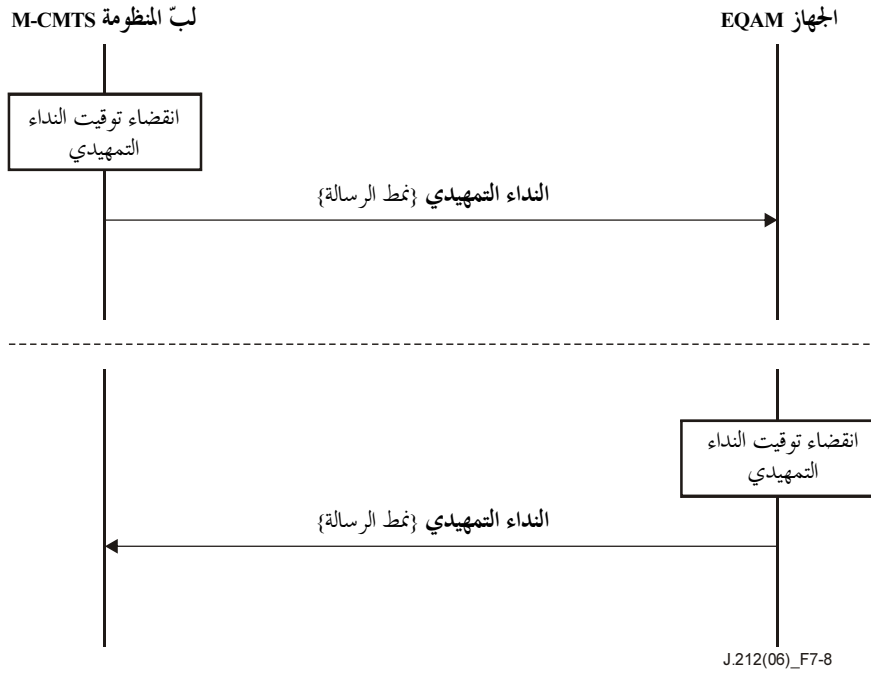 لبّ المنظومة M-CMTS
الجهاز EQAM
انقضاء توقيت النداء
التمهيدي
النداء التمهيدي {نمط الرسالة}
انقضاء توقيت النداء
التمهيدي
النداء التمهيدي {نمط الرسالة}
J.212(06)_F7-8